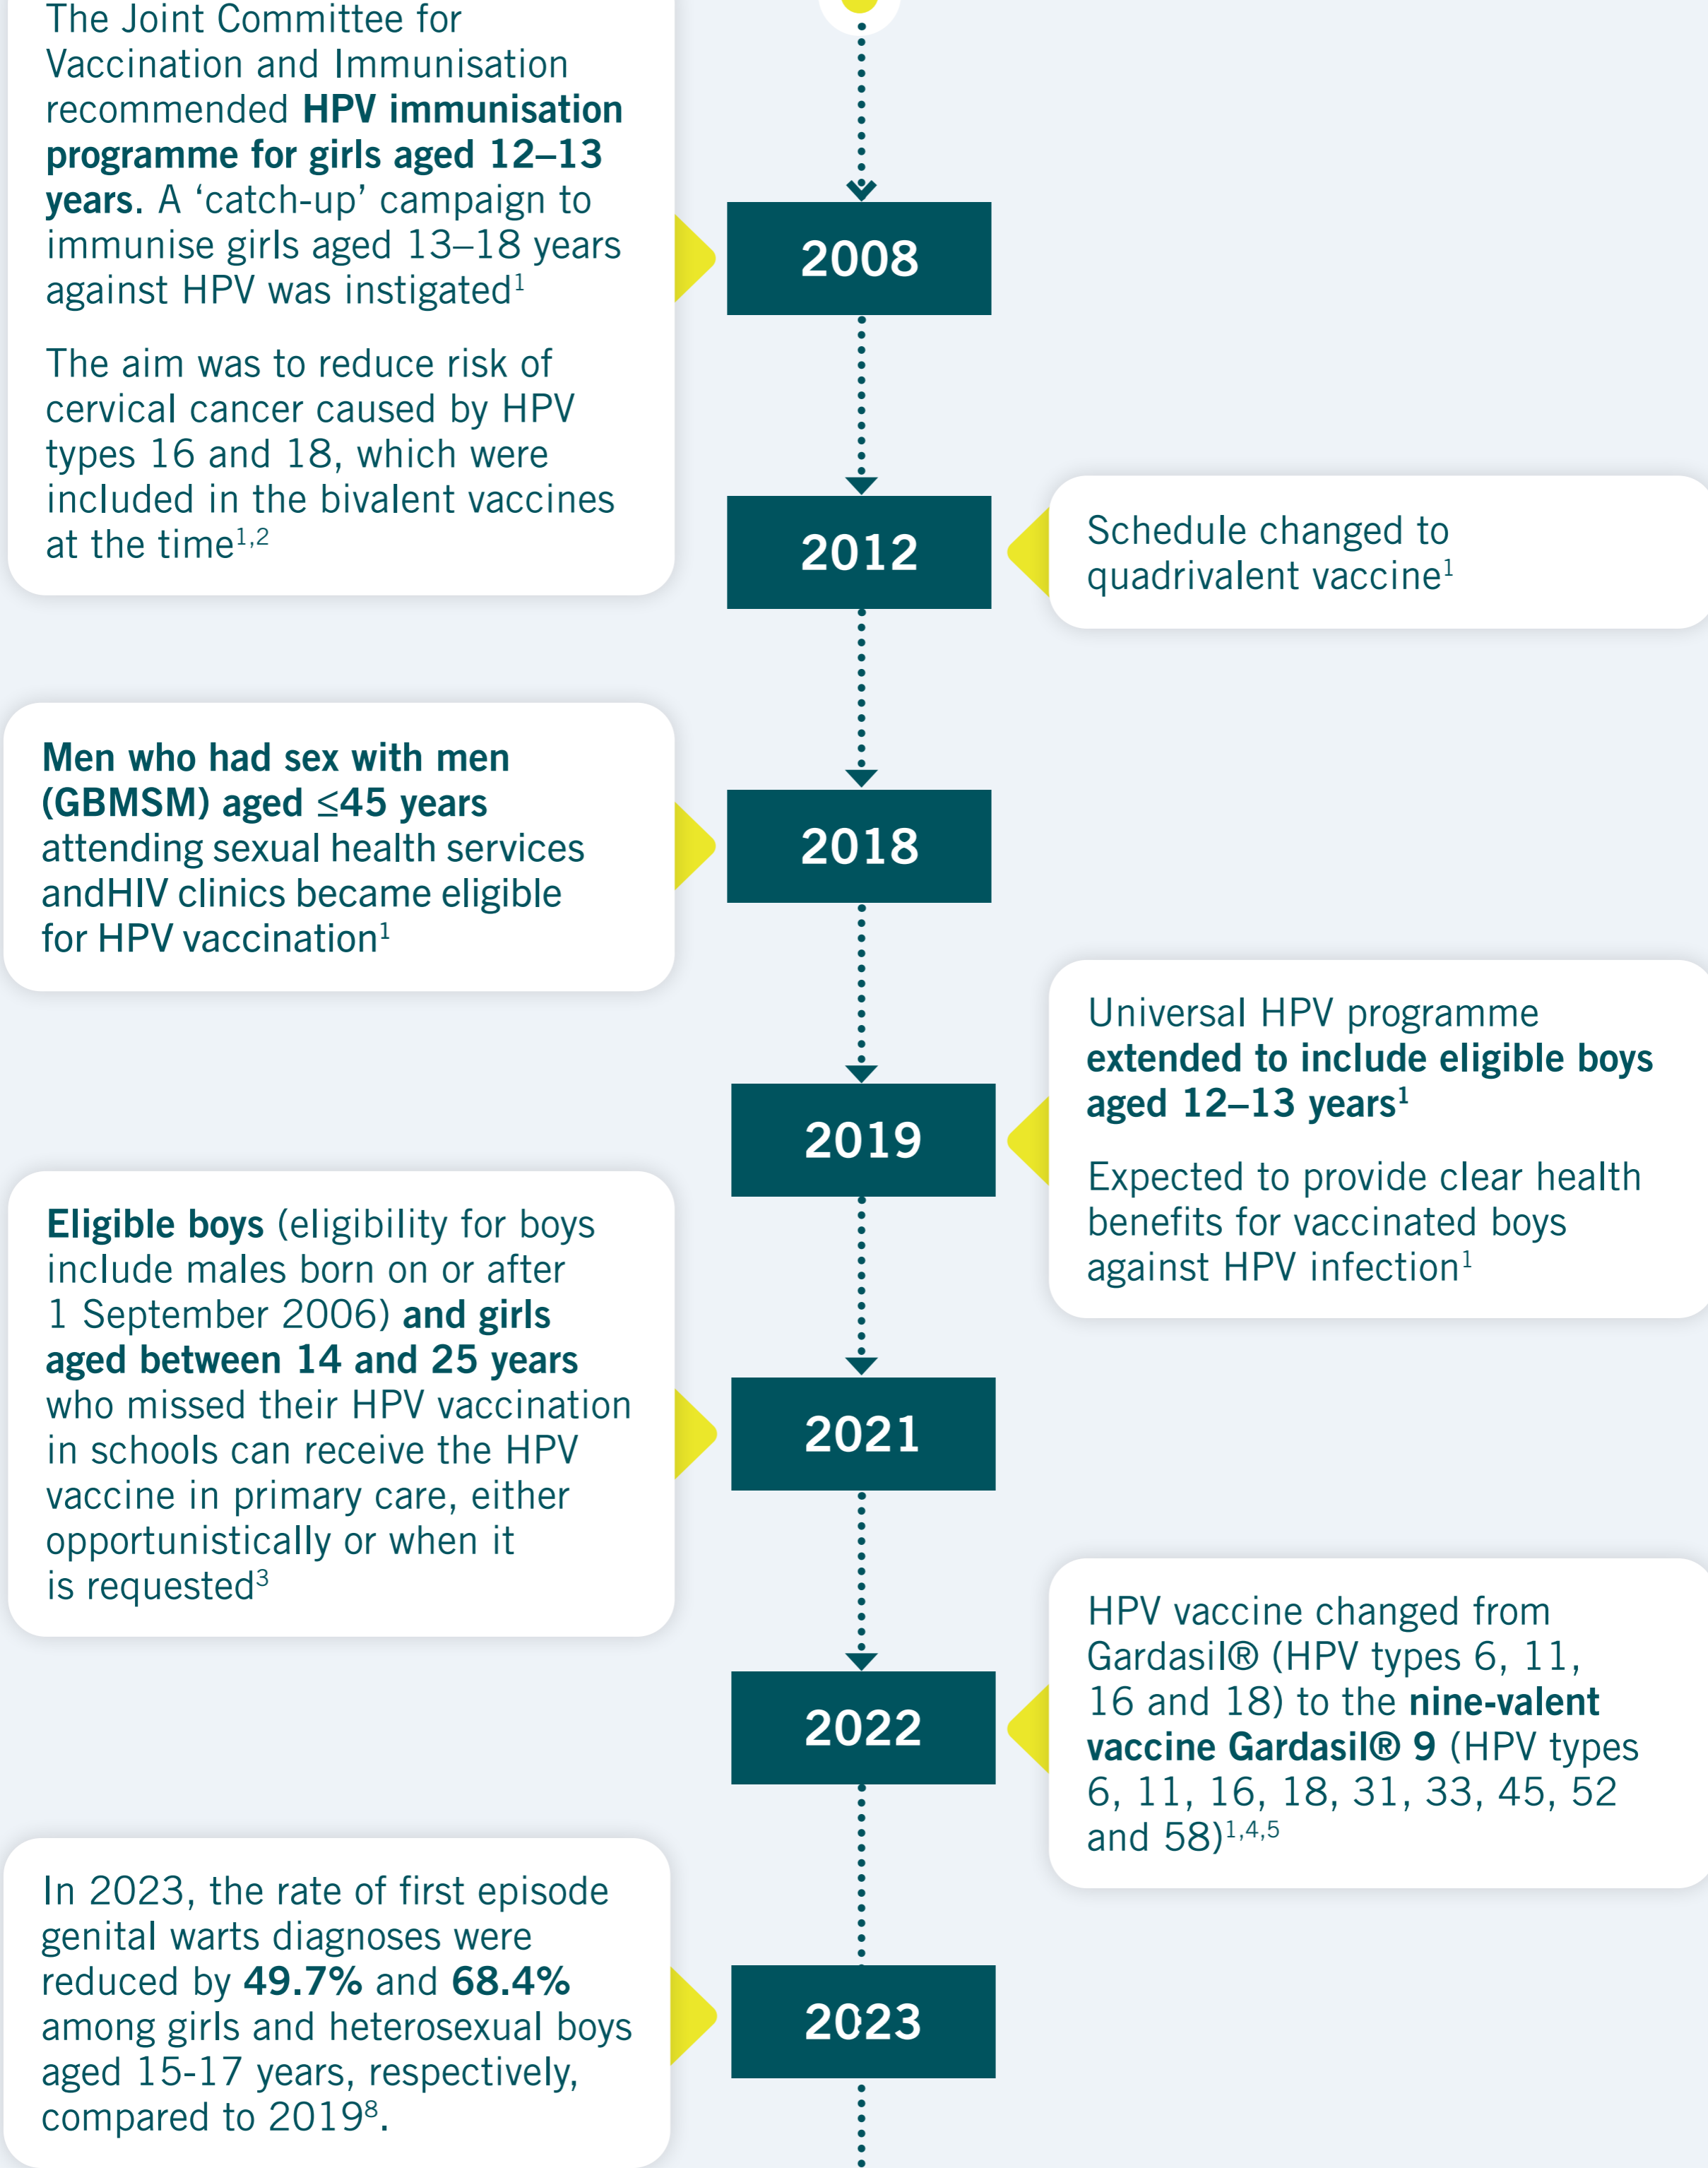 The Joint Committee for
Vaccination and Immunisation
recommended HPV immunisation
programme for girls aged 12–13
years. A ‘catch-up’ campaign to
immunise girls aged 13–18 years
against HPV was instigated1
The aim was to reduce risk of
cervical cancer caused by HPV
types 16 and 18, which were
included in the bivalent vaccines
at the time1,2
2008
2012
Schedule changed to
quadrivalent vaccine1
Men who had sex with men
(GBMSM) aged ≤45 years
attending sexual health services
andHIV clinics became eligible
for HPV vaccination1
2018
2019
Universal HPV programme
extended to include eligible boys
aged 12–13 years1
Expected to provide clear health
benefits for vaccinated boys
against HPV infection1
Eligible boys (eligibility for boys
include males born on or after
1 September 2006) and girls
aged between 14 and 25 years
who missed their HPV vaccination
in schools can receive the HPV
vaccine in primary care, either
opportunistically or when it
is requested3
2021
2022
HPV vaccine changed from
Gardasil® (HPV types 6, 11,
16 and 18) to the nine-valent
vaccine Gardasil® 9 (HPV types
6, 11, 16, 18, 31, 33, 45, 52
and 58)1,4,5
In 2023, the rate of first episode
genital warts diagnoses were
reduced by 49.7% and 68.4%
among girls and heterosexual boys
aged 15-17 years, respectively,
compared to 20198.
2023